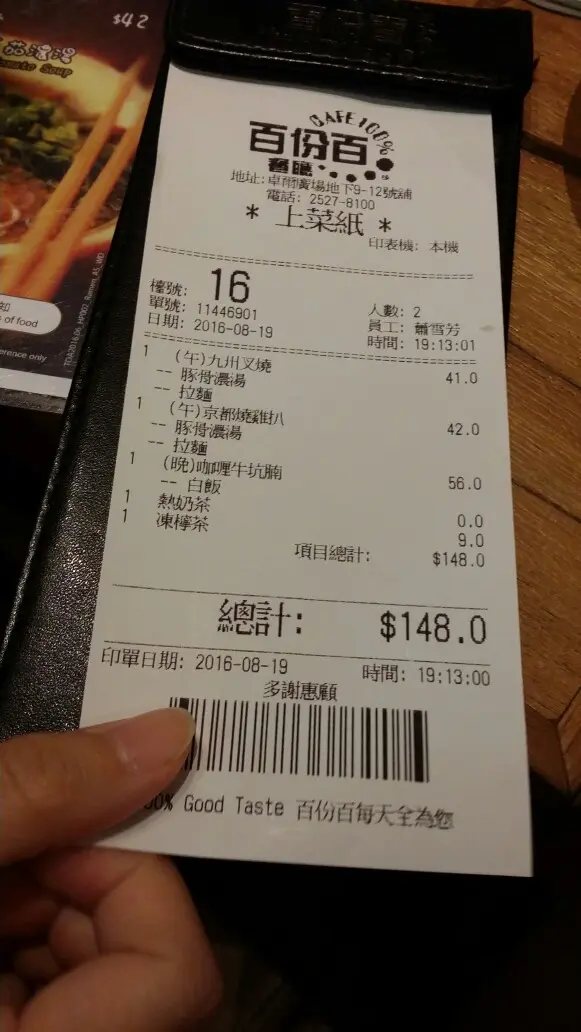 $42
Tomato Soup
s of food
erence only
CAFE 100%
百份百
餐廳
地址:卓爾廣場地下9-12號舖
電話: 2527-8100
* 上菜紙 *
印表機: 本機
檯號: 16
單號: 11446901 人數: 2
日期: 2016-08-19 員工: 蕭雪芳
時間: 19:13:01
1 (午)九州叉燒 41.0
-- 豚骨濃湯
-- 拉麵
1 (午)京都燒雞扒 42.0
-- 豚骨濃湯
-- 拉麵
1 (晚)咖喱牛坑腩 56.0
-- 白飯
1 熱奶茶 0.0
1 凍檸茶 9.0
項目總計: $148.0
總計: $148.0
印單日期: 2016-08-19 時間: 19:13:00
多謝惠顧
00% Good Taste 百份百每天全為您